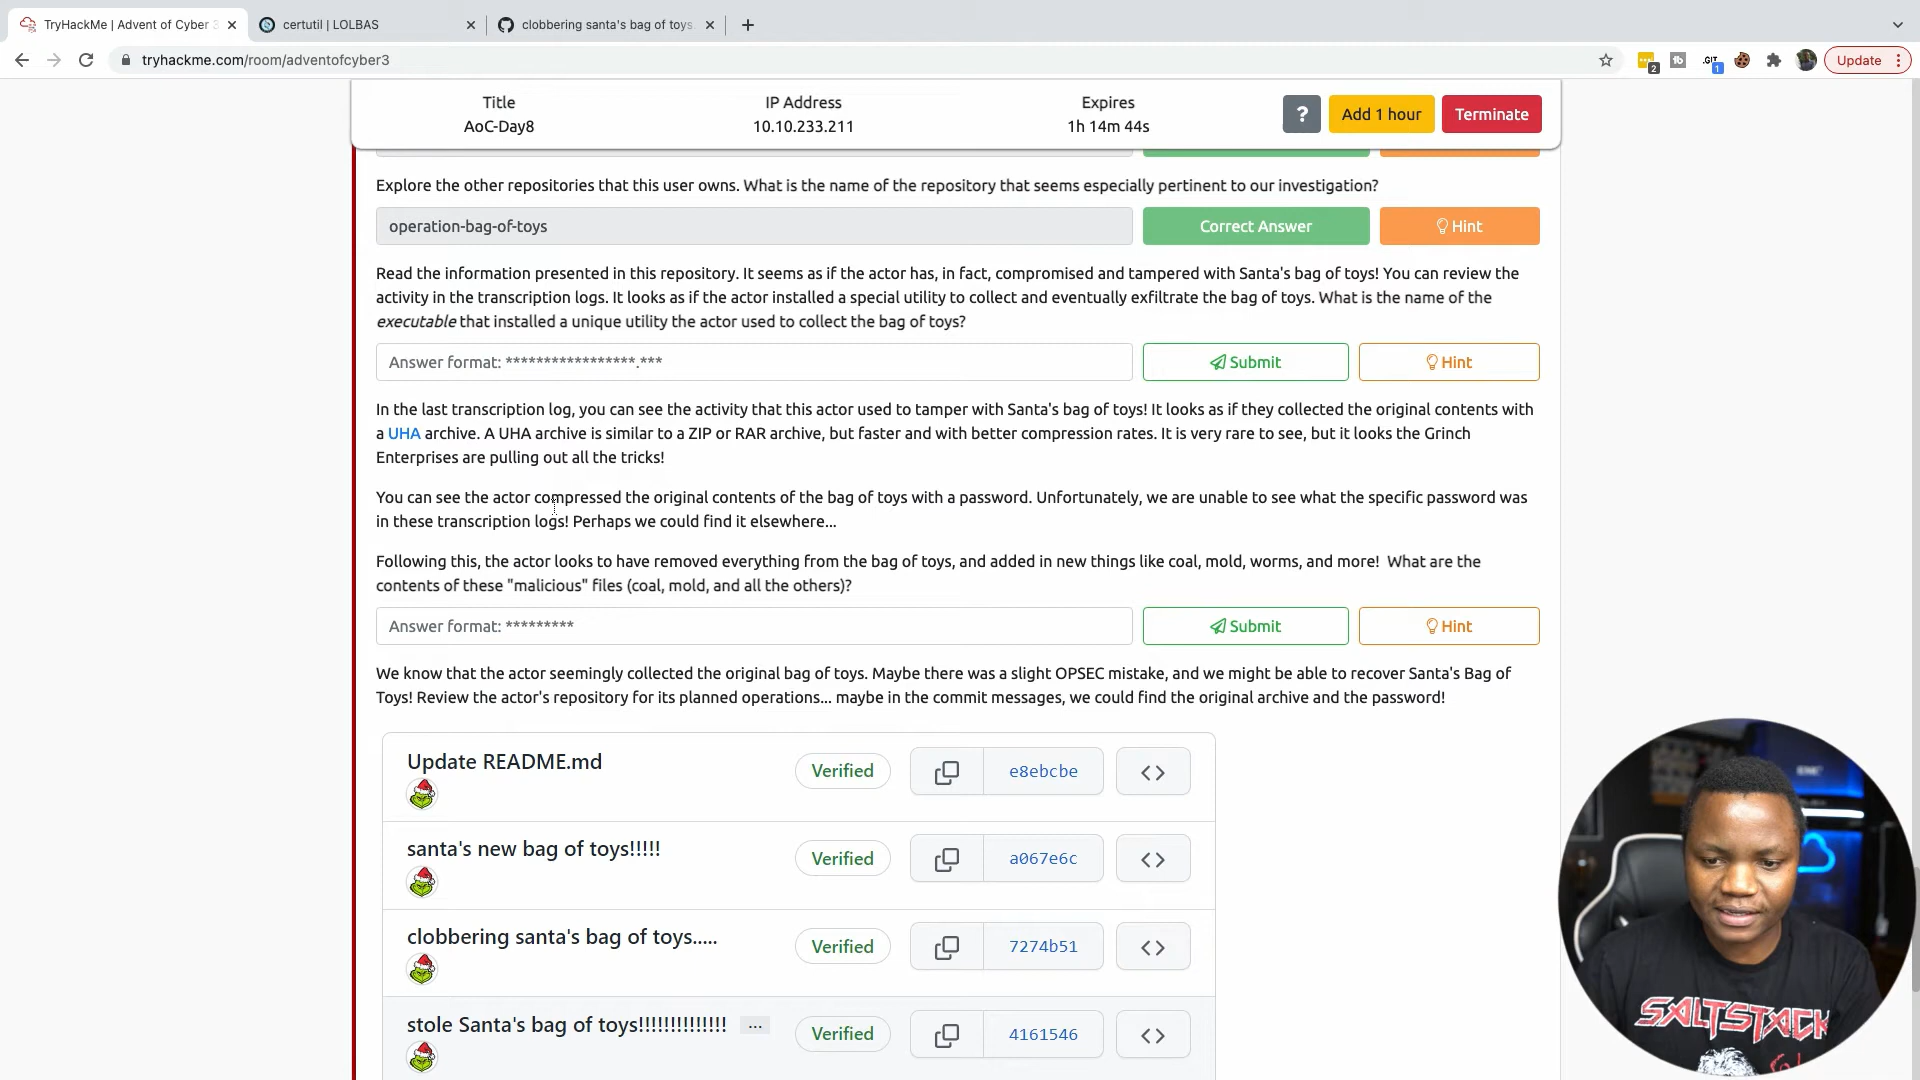 TryHackMe | Advent of Cyber 3
certutil | LOLBAS
clobbering santa's bag of toys
tryhackme.com/room/adventofcyber3
2
1
Update
Title
AoC-Day8
IP Address
10.10.233.211
Expires
1h 14m 44s
?
Add 1 hour
Terminate
Explore the other repositories that this user owns. What is the name of the repository that seems especially pertinent to our investigation?
operation-bag-of-toys
Correct Answer
Hint
Read the information presented in this repository. It seems as if the actor has, in fact, compromised and tampered with Santa's bag of toys! You can review the
activity in the transcription logs. It looks as if the actor installed a special utility to collect and eventually exfiltrate the bag of toys. What is the name of the
executable that installed a unique utility the actor used to collect the bag of toys?
Answer format: *****************.***
Submit
Hint
In the last transcription log, you can see the activity that this actor used to tamper with Santa's bag of toys! It looks as if they collected the original contents with
a UHA archive. A UHA archive is similar to a ZIP or RAR archive, but faster and with better compression rates. It is very rare to see, but it looks the Grinch
Enterprises are pulling out all the tricks!
You can see the actor compressed the original contents of the bag of toys with a password. Unfortunately, we are unable to see what the specific password was
in these transcription logs! Perhaps we could find it elsewhere...
Following this, the actor looks to have removed everything from the bag of toys, and added in new things like coal, mold, worms, and more!  What are the
contents of these "malicious" files (coal, mold, and all the others)?
Answer format: *********
Submit
Hint
We know that the actor seemingly collected the original bag of toys. Maybe there was a slight OPSEC mistake, and we might be able to recover Santa's Bag of
Toys! Review the actor's repository for its planned operations... maybe in the commit messages, we could find the original archive and the password!
Update README.md
Verified
e8ebcbe
santa's new bag of toys!!!!!
Verified
a067e6c
clobbering santa's bag of toys.....
Verified
7274b51
stole Santa's bag of toys!!!!!!!!!!!!!!
...
Verified
4161546
SALTSTACK